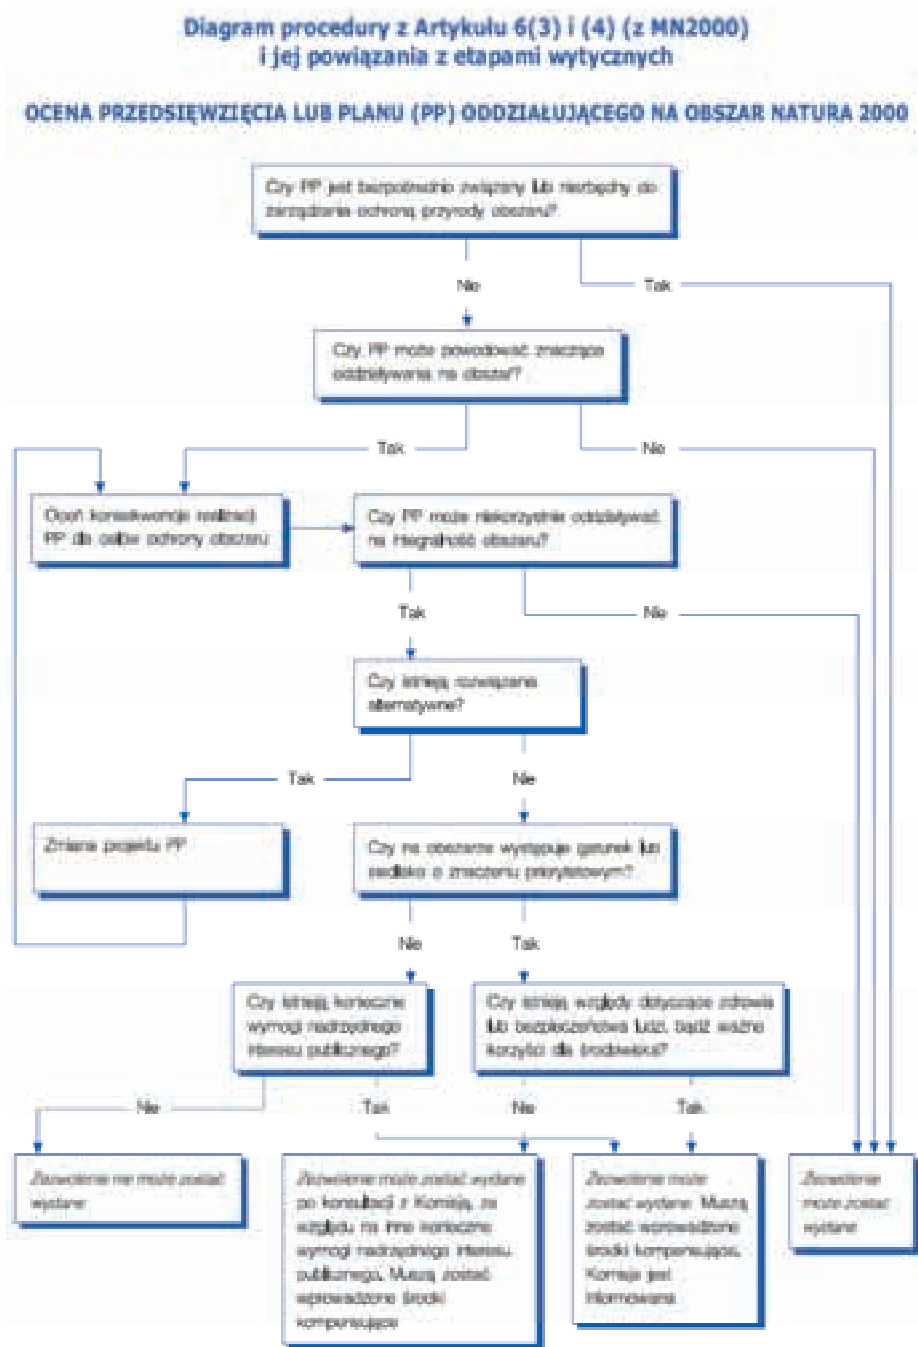 Diagram procedury z Artykułu 6(3) i (4) (z MN2000)
i jej powiązania z etapami wytycznych
OCENA PRZEDSIĘWZIĘCIA LUB PLANU (PP) ODDZIAŁUJĄCEGO NA OBSZAR NATURA 2000
Czy PP jest bezpośrednio związany lub niezbędny do
zarządzania ochroną przyrody obszaru?
Nie
Tak
Czy PP może powodować znaczące
oddziaływania na obszar?
Tak
Nie
Oceń konsekwencje realizacji
PP dla celów ochrony obszaru
Czy PP może niekorzystnie oddziaływać
na integralność obszaru?
Tak
Nie
Czy istnieją rozwiązania
alternatywne?
Tak
Nie
Zmiana projektu PP
Czy na obszarze występuje gatunek lub
siedlisko o znaczeniu priorytetowym?
Nie
Tak
Czy istnieją konieczne
wymogi nadrzędnego
interesu publicznego?
Czy istnieją względy dotyczące zdrowia
lub bezpieczeństwa ludzi, bądź ważne
korzyści dla środowiska?
Nie
Tak
Nie
Tak
Zezwolenie nie może zostać
wydane
Zezwolenie może zostać wydane
po konsultacji z Komisją, ze
względu na inne konieczne
wymogi nadrzędnego interesu
publicznego. Muszą zostać
wprowadzone środki
kompensujące
Zezwolenie może
zostać wydane. Muszą
zostać wprowadzone
środki kompensujące.
Komisja jest
informowana
Zezwolenie
może zostać
wydane